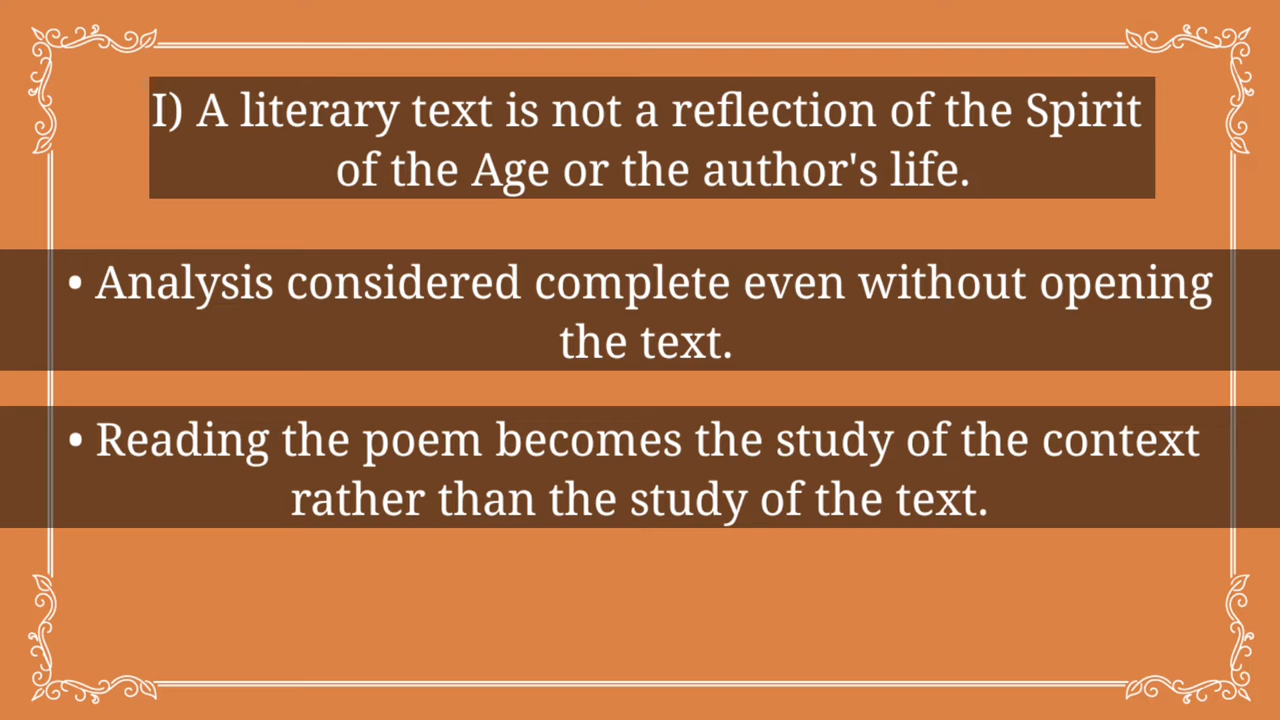 I) A literary text is not a reflection of the Spirit
of the Age or the author's life.
• Analysis considered complete even without opening
the text.
• Reading the poem becomes the study of the context
rather than the study of the text.